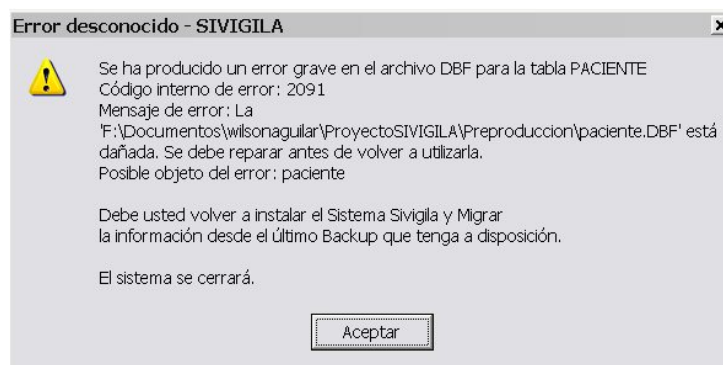 Error desconocido - SIVIGILA
Se ha producido un error grave en el archivo DBF para la tabla PACIENTE
Código interno de error: 2091
Mensaje de error: La
'F:\Documentos\wilsonaguilar\ProyectoSIVIGILA\Preproduccion\paciente.DBF' está
dañada. Se debe reparar antes de volver a utilizarla.
Posible objeto del error: paciente
Debe usted volver a instalar el Sistema Sivigila y Migrar
la información desde el último Backup que tenga a disposición.
El sistema se cerrará.
Aceptar